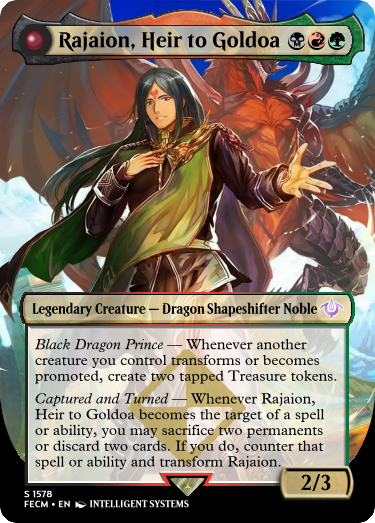 Rajaion, Heir to Goldoa
Legendary Creature — Dragon Shapeshifter Noble
Black Dragon Prince — Whenever another
creature you control transforms or becomes
promoted, create two tapped Treasure tokens.
Captured and Turned — Whenever Rajaion,
Heir to Goldoa becomes the target of a spell
or ability, you may sacrifice two permanents
or discard two cards. If you do, counter that
spell or ability and transform Rajaion.
2/3
S 1578
FECM • EN INTELLIGENT SYSTEMS